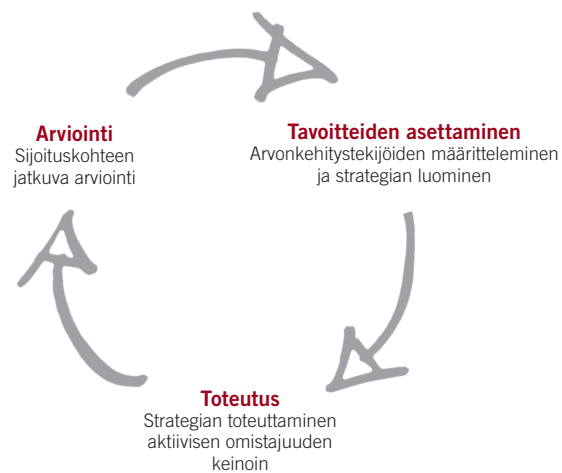 Arviointi
Sijoituskohteen
jatkuva arviointi
Tavoitteiden asettaminen
Arvonkehitystekijöiden määritteleminen
ja strategian luominen
Toteutus
Strategian toteuttaminen
aktiivisen omistajuuden
keinoin